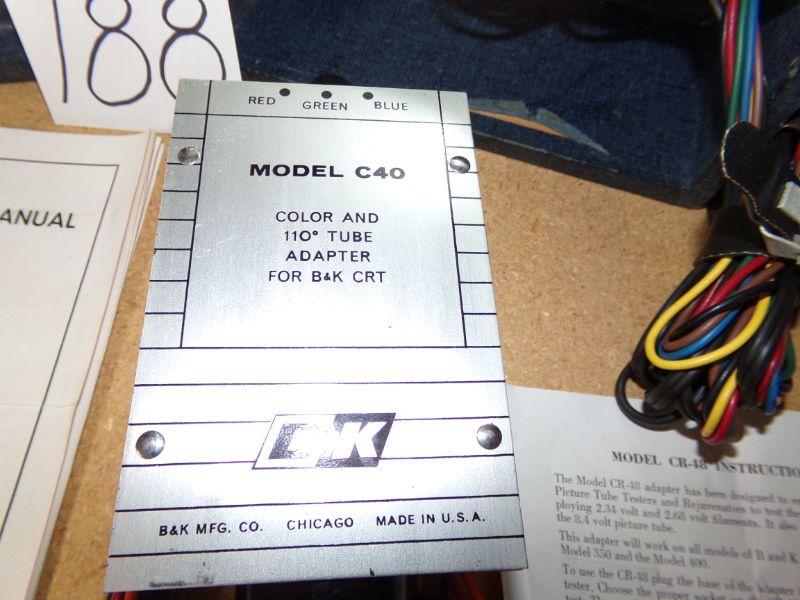 188
ANUAL
RED GREEN BLUE
MODEL C40
COLOR AND
110° TUBE
ADAPTER
FOR B&K CRT
B&K
B&K MFG. CO. CHICAGO MADE IN U.S.A.
MODEL CR-48 INSTRUCTIO
The Model CR-48 adapter has been designed to e
Picture Tube Testers and Rejuvenators to test the
ploying 2.34 volt and 2.68 volt filaments. It also
the 8.4 volt picture tube.
This adapter will work on all models of B and K
Model 350 and the Model 400.
To use the CR-48 plug the base of the adapter
tester. Choose the proper socket on the